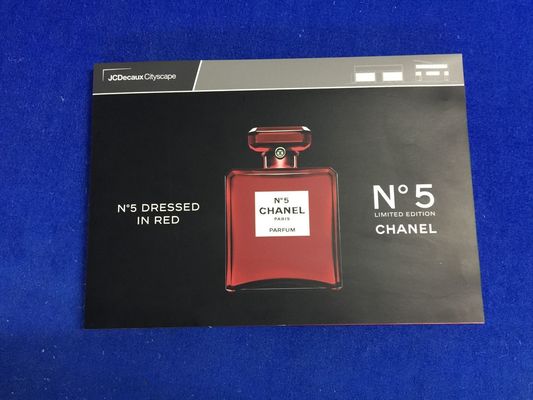 JCDecaux Cityscape
N°5 DRESSED
IN RED
N°5
CHANEL
PARIS
PARFUM
N°5
LIMITED EDITION
CHANEL